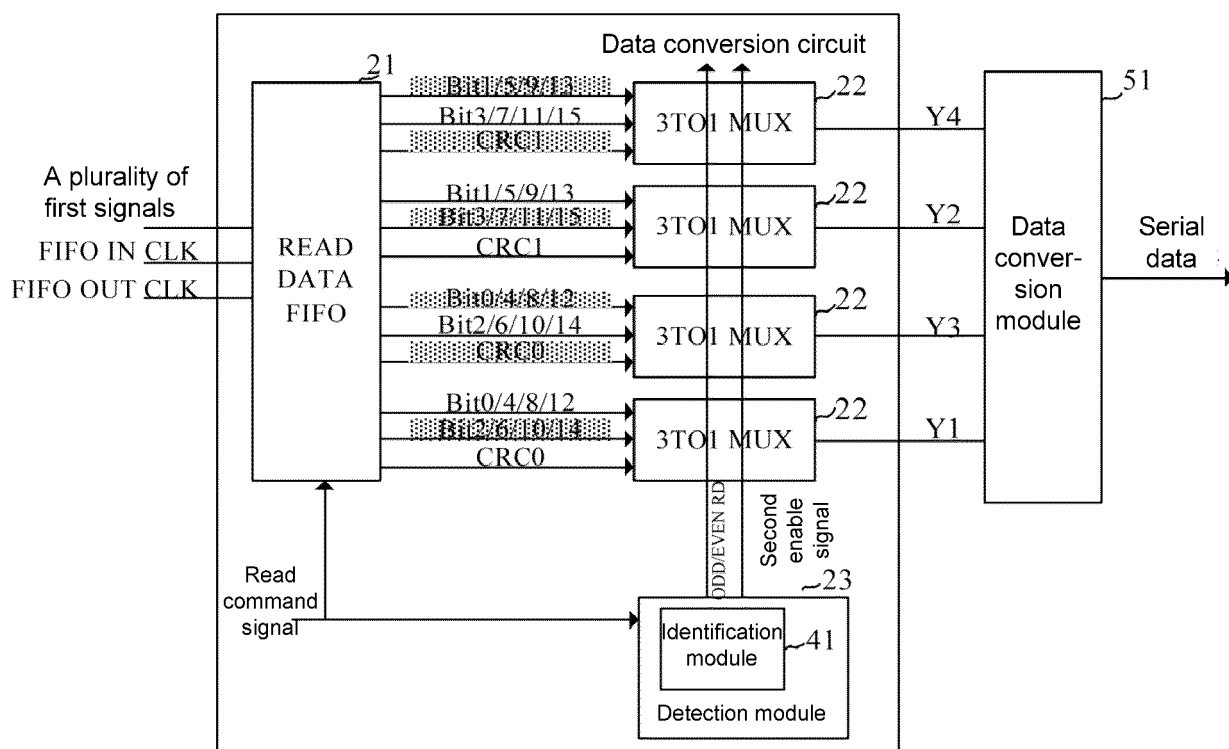 Data conversion circuit
21
Bit1/5/9/13
Bit3/7/11/15
CRC1
3TO1 MUX
22
Y4
51
A plurality of
first signals
FIFO IN CLK
FIFO OUT CLK
READ
DATA
FIFO
Bit1/5/9/13
Bit3/7/11/15
CRC1
3TO1 MUX
22
Y2
Data
conver-
sion
module
Serial
data
Bit0/4/8/12
Bit2/6/10/14
CRC0
3TO1 MUX
22
Y3
Bit0/4/8/12
Bit2/6/10/14
CRC0
3TO1 MUX
22
Y1
ODD/EVEN RD
Second
enable
signal
Read
command
signal
23
Identification
module
41
Detection module